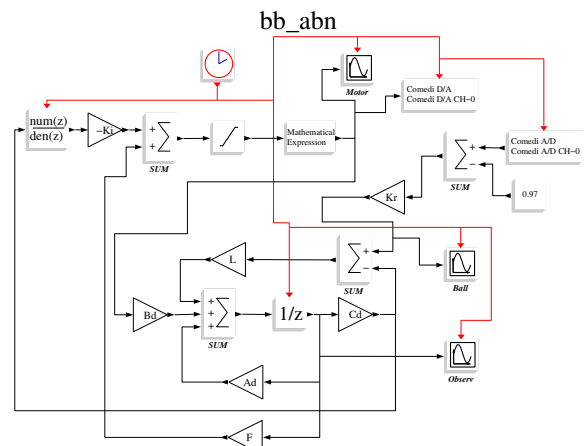 bb_abn
Motor
Comedi D/A
Comedi D/A CH-0
num(z)
den(z)
-Ki
+
+
Σ
SUM
Mathematical
Expression
Comedi A/D
Comedi A/D CH-0
Σ
+
−
SUM
0.97
Kr
L
Σ
+
−
SUM
Ball
Bd
+
+
+
Σ
SUM
1/z
Cd
Ad
Observ
F